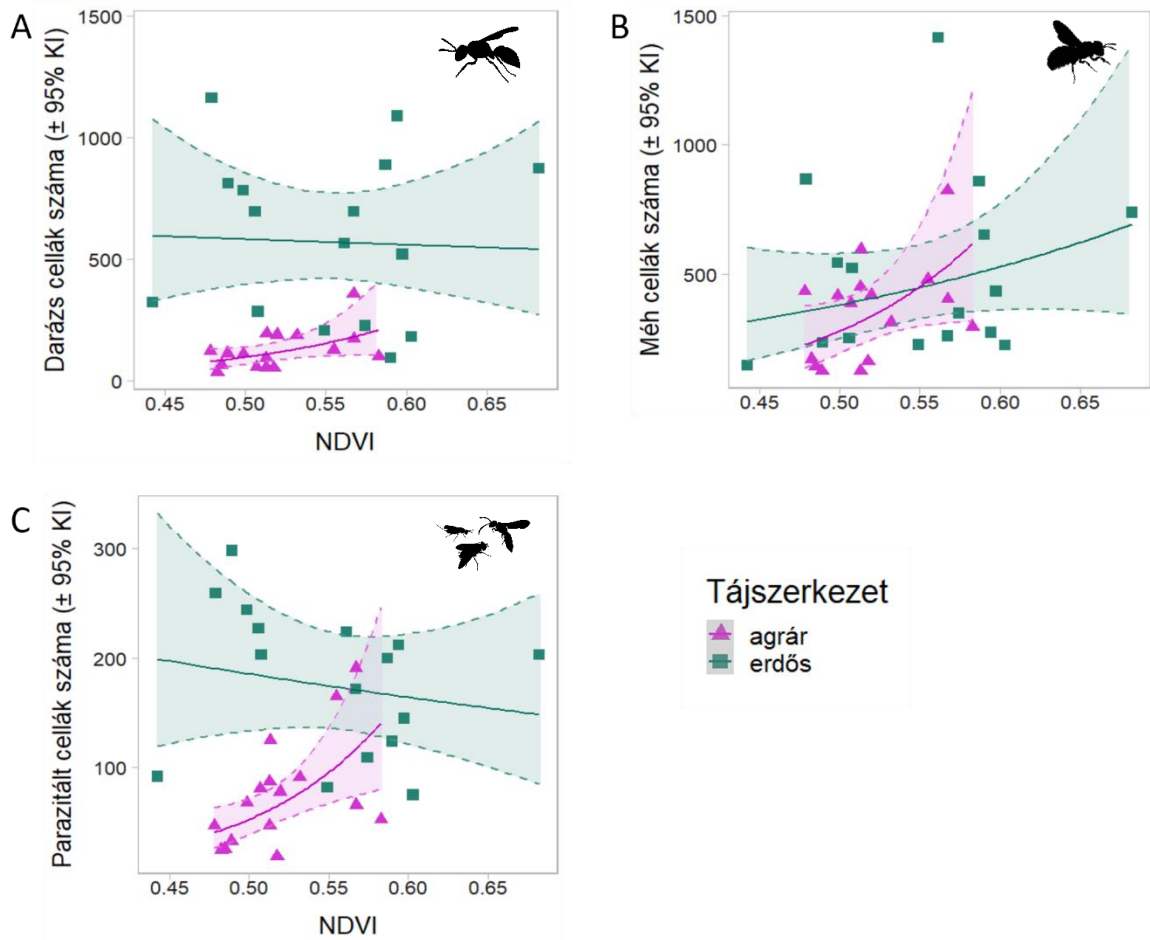 A
Darázs cellák száma (± 95% KI)
1500
1000
500
0
0.45 0.50 0.55 0.60 0.65
NDVI
B
Méh cellák száma (± 95% KI)
1500
1000
500
0.45 0.50 0.55 0.60 0.65
C
Parazitált cellák száma (± 95% KI)
300
200
100
0.45 0.50 0.55 0.60 0.65
NDVI
Tájszerkezet
agrár
erdős